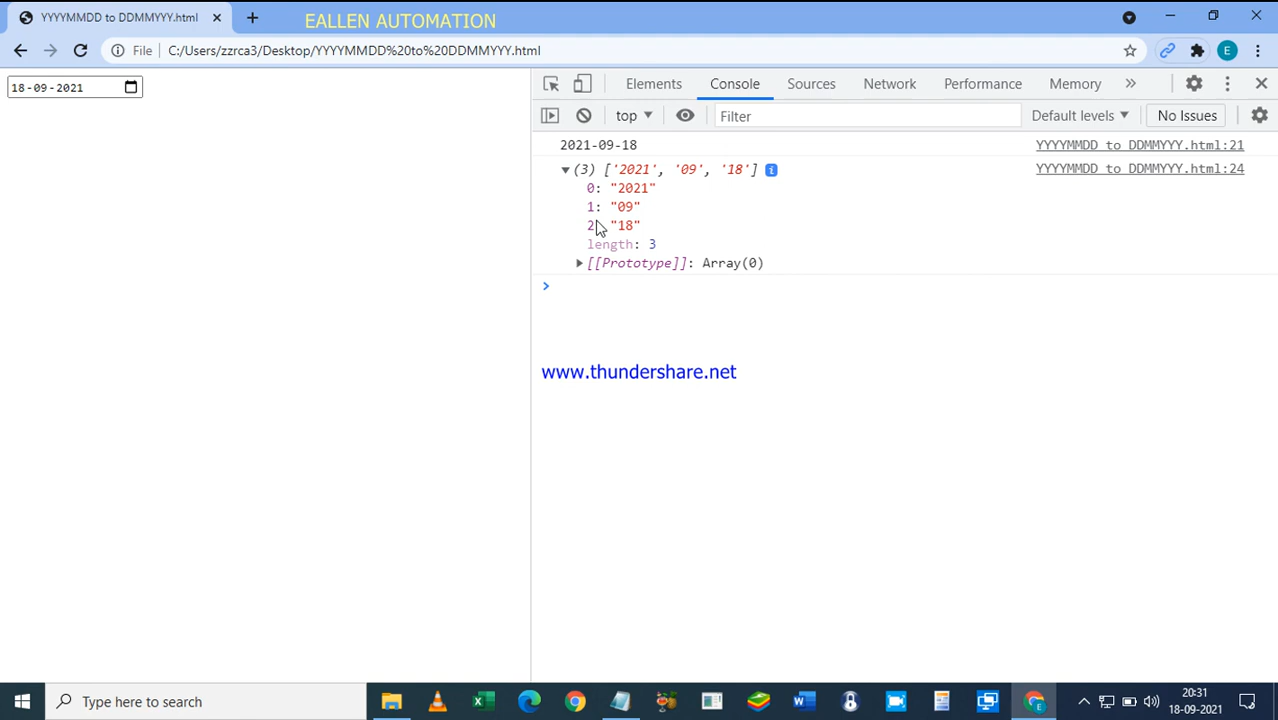 YYYYMMDD to DDMMYYY.html
EALLEN AUTOMATION
File
C:/Users/zzrca3/Desktop/YYYYMMDD%20to%20DDMMYYY.html
E
18-09-2021
Elements Console Sources Network Performance Memory »
top Filter Default levels No Issues
2021-09-18 YYYYMMDD to DDMMYYY.html:21
(3) ['2021', '09', '18'] i YYYYMMDD to DDMMYYY.html:24
0: "2021"
1: "09"
2: "18"
length: 3
[[Prototype]]: Array(0)
>
www.thundershare.net
Type here to search
20:31
18-09-2021